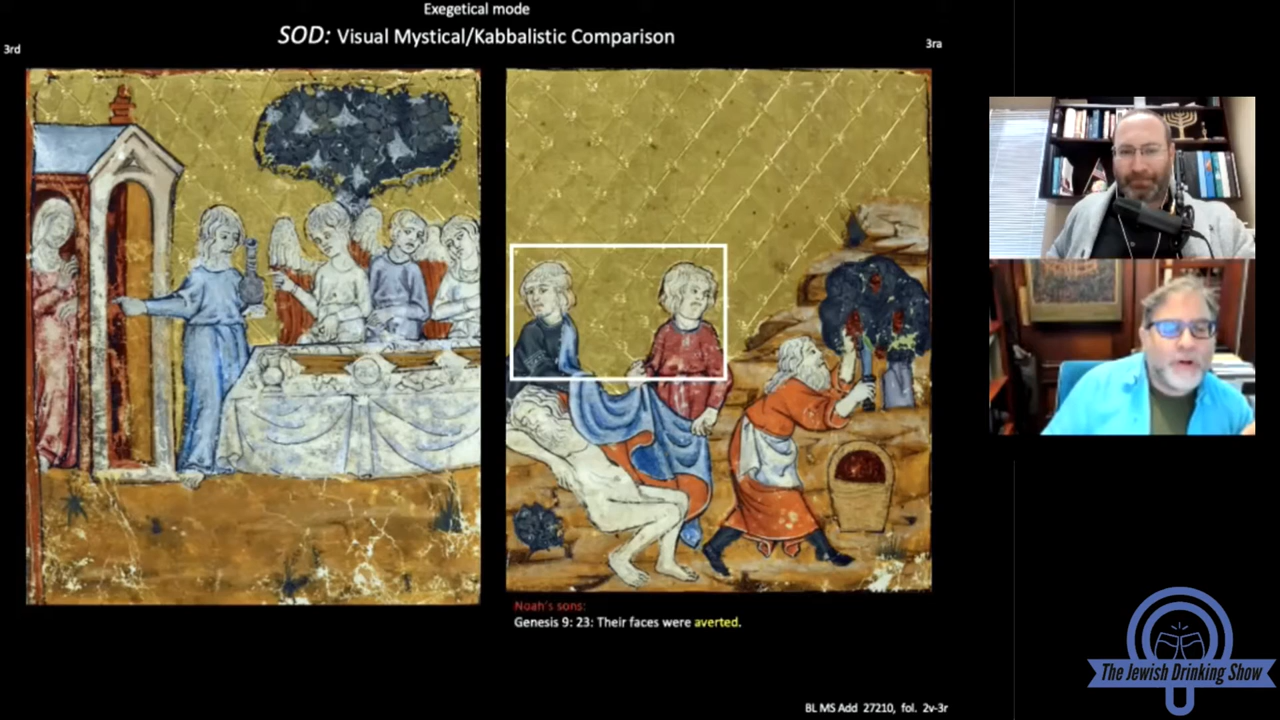 Exegetical mode
SOD: Visual Mystical/Kabbalistic Comparison
3rd
3ra
Noah's sons:
Genesis 9: 23: Their faces were averted.
BL MS Add 27210, fol. 2v-3r
The Jewish Drinking Show